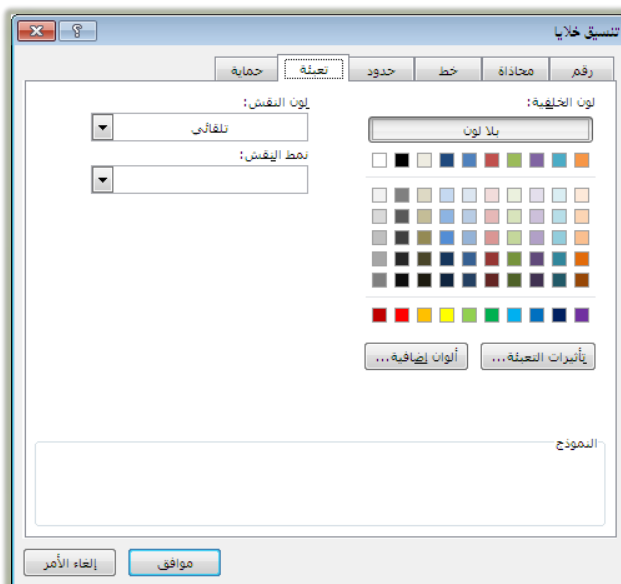 تنسيق خلايا
رقم محاذاة خط حدود تعبئة حماية
لون الخلفية: لون النقش:
بلا لون تلقائي
نمط النقش:
تأثيرات التعبئة... ألوان إضافية...
النموذج
موافق إلغاء الأمر